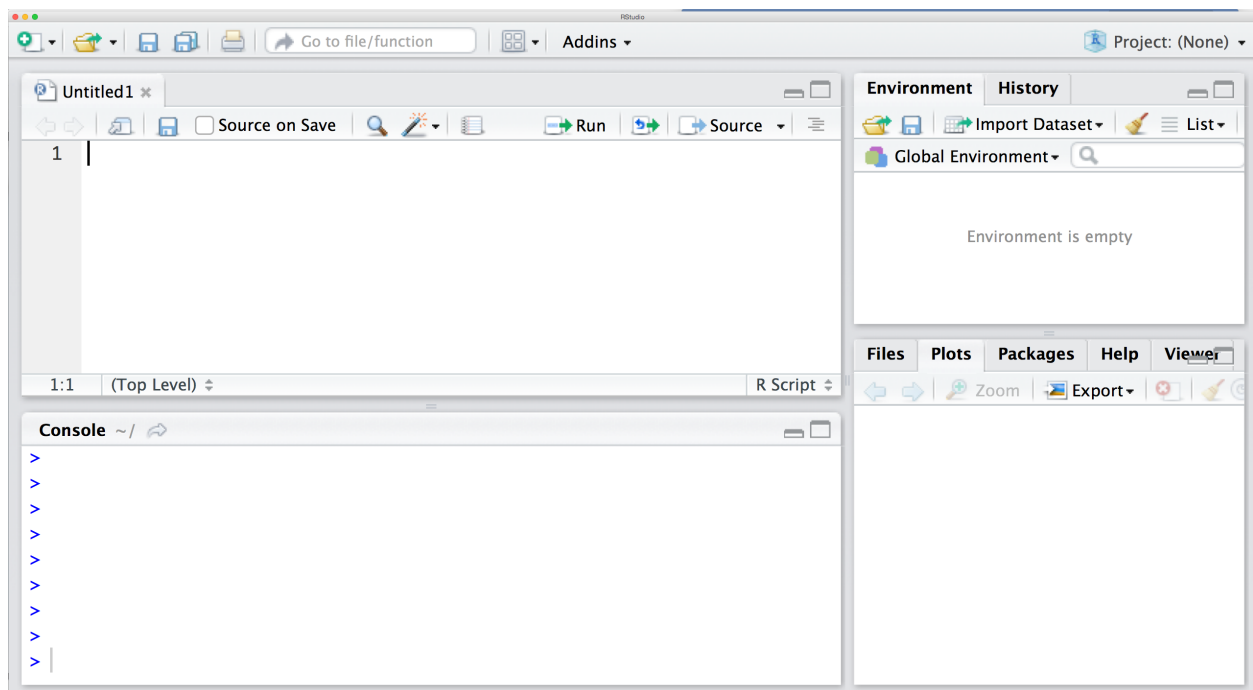 RStudio
Go to file/function
Addins
Project: (None)
Untitled1
Source on Save
Run
Source
1
1:1
(Top Level)
R Script
Console ~/
>
>
>
>
>
>
>
>
>
Environment
History
Import Dataset
List
Global Environment
Environment is empty
Files
Plots
Packages
Help
Viewer
Zoom
Export